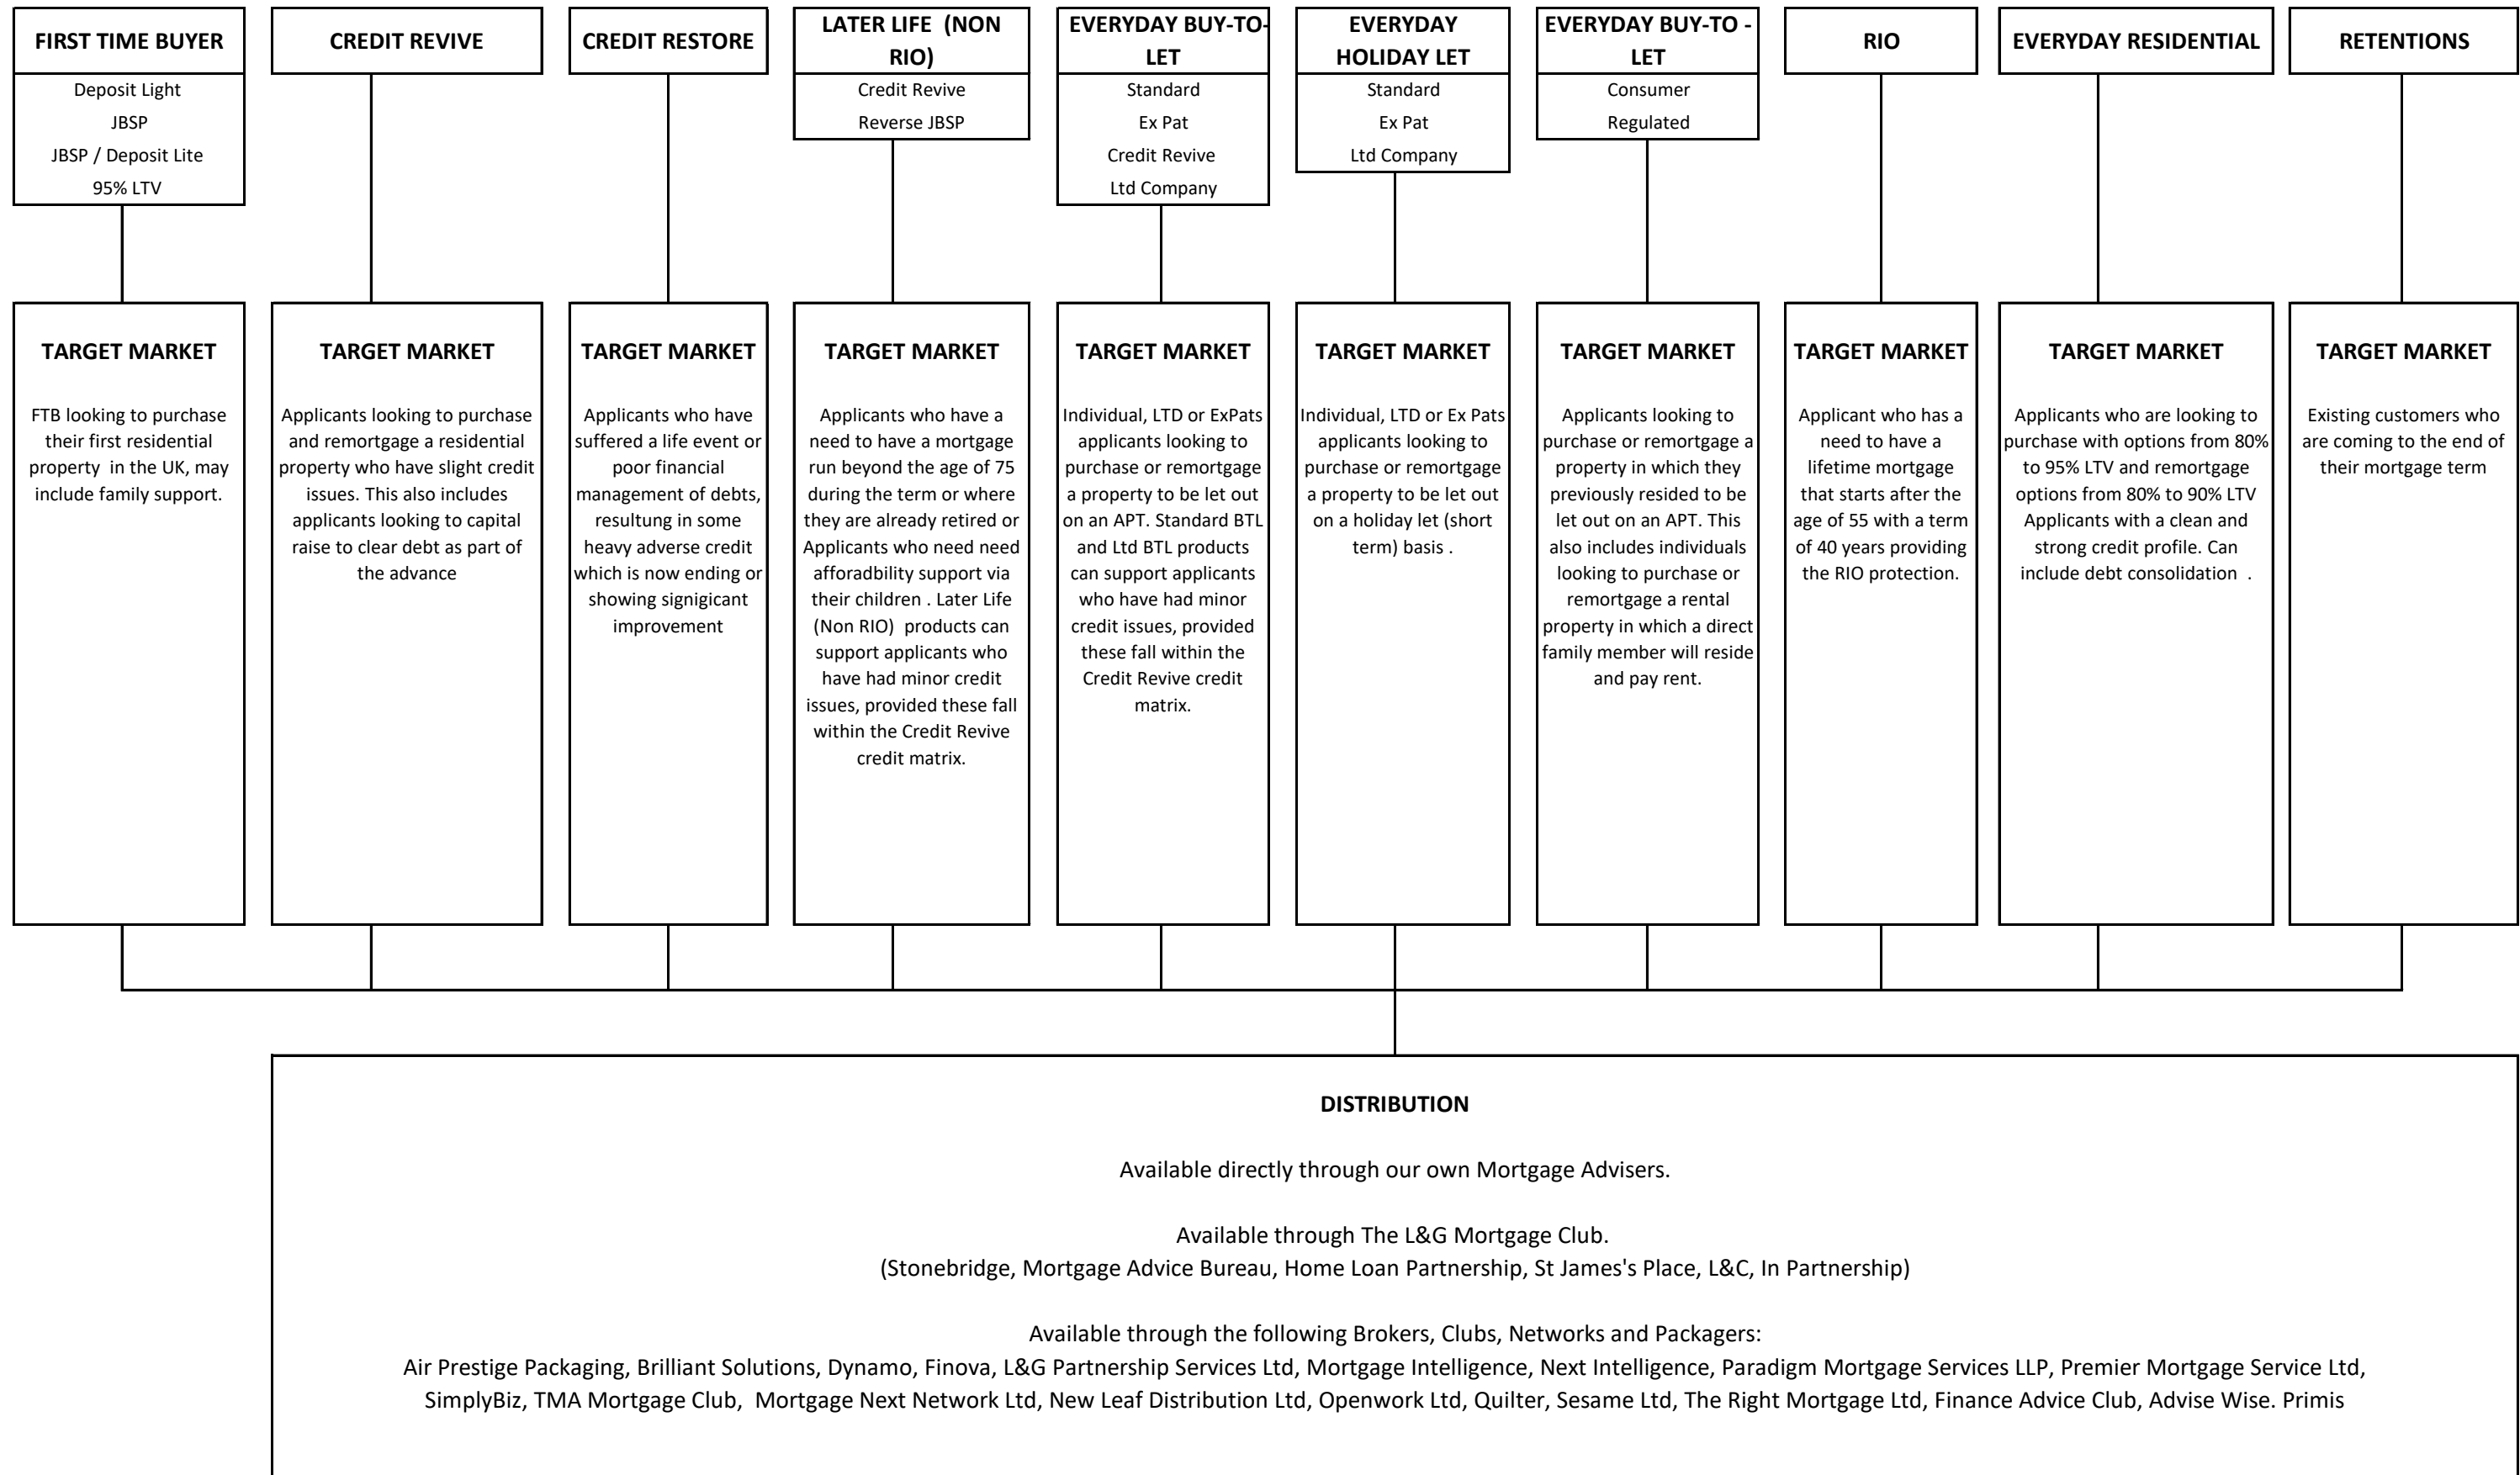 FIRST TIME BUYER
Deposit Light
JBSP
JBSP / Deposit Lite
95% LTV
CREDIT REVIVE
CREDIT RESTORE
LATER LIFE (NON
RIO)
Credit Revive
Reverse JBSP
EVERYDAY BUY-TO-
LET
Standard
Ex Pat
Credit Revive
Ltd Company
EVERYDAY
HOLIDAY LET
Standard
Ex Pat
Ltd Company
EVERYDAY BUY-TO -
LET
Consumer
Regulated
RIO
EVERYDAY RESIDENTIAL
RETENTIONS
TARGET MARKET
FTB looking to purchase
their first residential
property in the UK, may
include family support.
TARGET MARKET
Applicants looking to purchase
and remortgage a residential
property who have slight credit
issues. This also includes
applicants looking to capital
raise to clear debt as part of
the advance
TARGET MARKET
Applicants who have
suffered a life event or
poor financial
management of debts,
resultung in some
heavy adverse credit
which is now ending or
showing signigicant
improvement
TARGET MARKET
Applicants who have a
need to have a mortgage
run beyond the age of 75
during the term or where
they are already retired or
Applicants who need need
afforadbility support via
their children . Later Life
(Non RIO) products can
support applicants who
have had minor credit
issues, provided these fall
within the Credit Revive
credit matrix.
TARGET MARKET
Individual, LTD or ExPats
applicants looking to
purchase or remortgage
a property to be let out
on an APT. Standard BTL
and Ltd BTL products
can support applicants
who have had minor
credit issues, provided
these fall within the
Credit Revive credit
matrix.
TARGET MARKET
Individual, LTD or Ex Pats
applicants looking to
purchase or remortgage
a property to be let out
on a holiday let (short
term) basis .
TARGET MARKET
Applicants looking to
purchase or remortgage a
property in which they
previously resided to be
let out on an APT. This
also includes individuals
looking to purchase or
remortgage a rental
property in which a direct
family member will reside
and pay rent.
TARGET MARKET
Applicant who has a
need to have a
lifetime mortgage
that starts after the
age of 55 with a term
of 40 years providing
the RIO protection.
TARGET MARKET
Applicants who are looking to
purchase with options from 80%
to 95% LTV and remortgage
options from 80% to 90% LTV
Applicants with a clean and
strong credit profile. Can
include debt consolidation .
TARGET MARKET
Existing customers who
are coming to the end of
their mortgage term
DISTRIBUTION
Available directly through our own Mortgage Advisers.
Available through The L&G Mortgage Club.
(Stonebridge, Mortgage Advice Bureau, Home Loan Partnership, St James's Place, L&C, In Partnership)
Available through the following Brokers, Clubs, Networks and Packagers:
Air Prestige Packaging, Brilliant Solutions, Dynamo, Finova, L&G Partnership Services Ltd, Mortgage Intelligence, Next Intelligence, Paradigm Mortgage Services LLP, Premier Mortgage Service Ltd,
SimplyBiz, TMA Mortgage Club, Mortgage Next Network Ltd, New Leaf Distribution Ltd, Openwork Ltd, Quilter, Sesame Ltd, The Right Mortgage Ltd, Finance Advice Club, Advise Wise. Primis